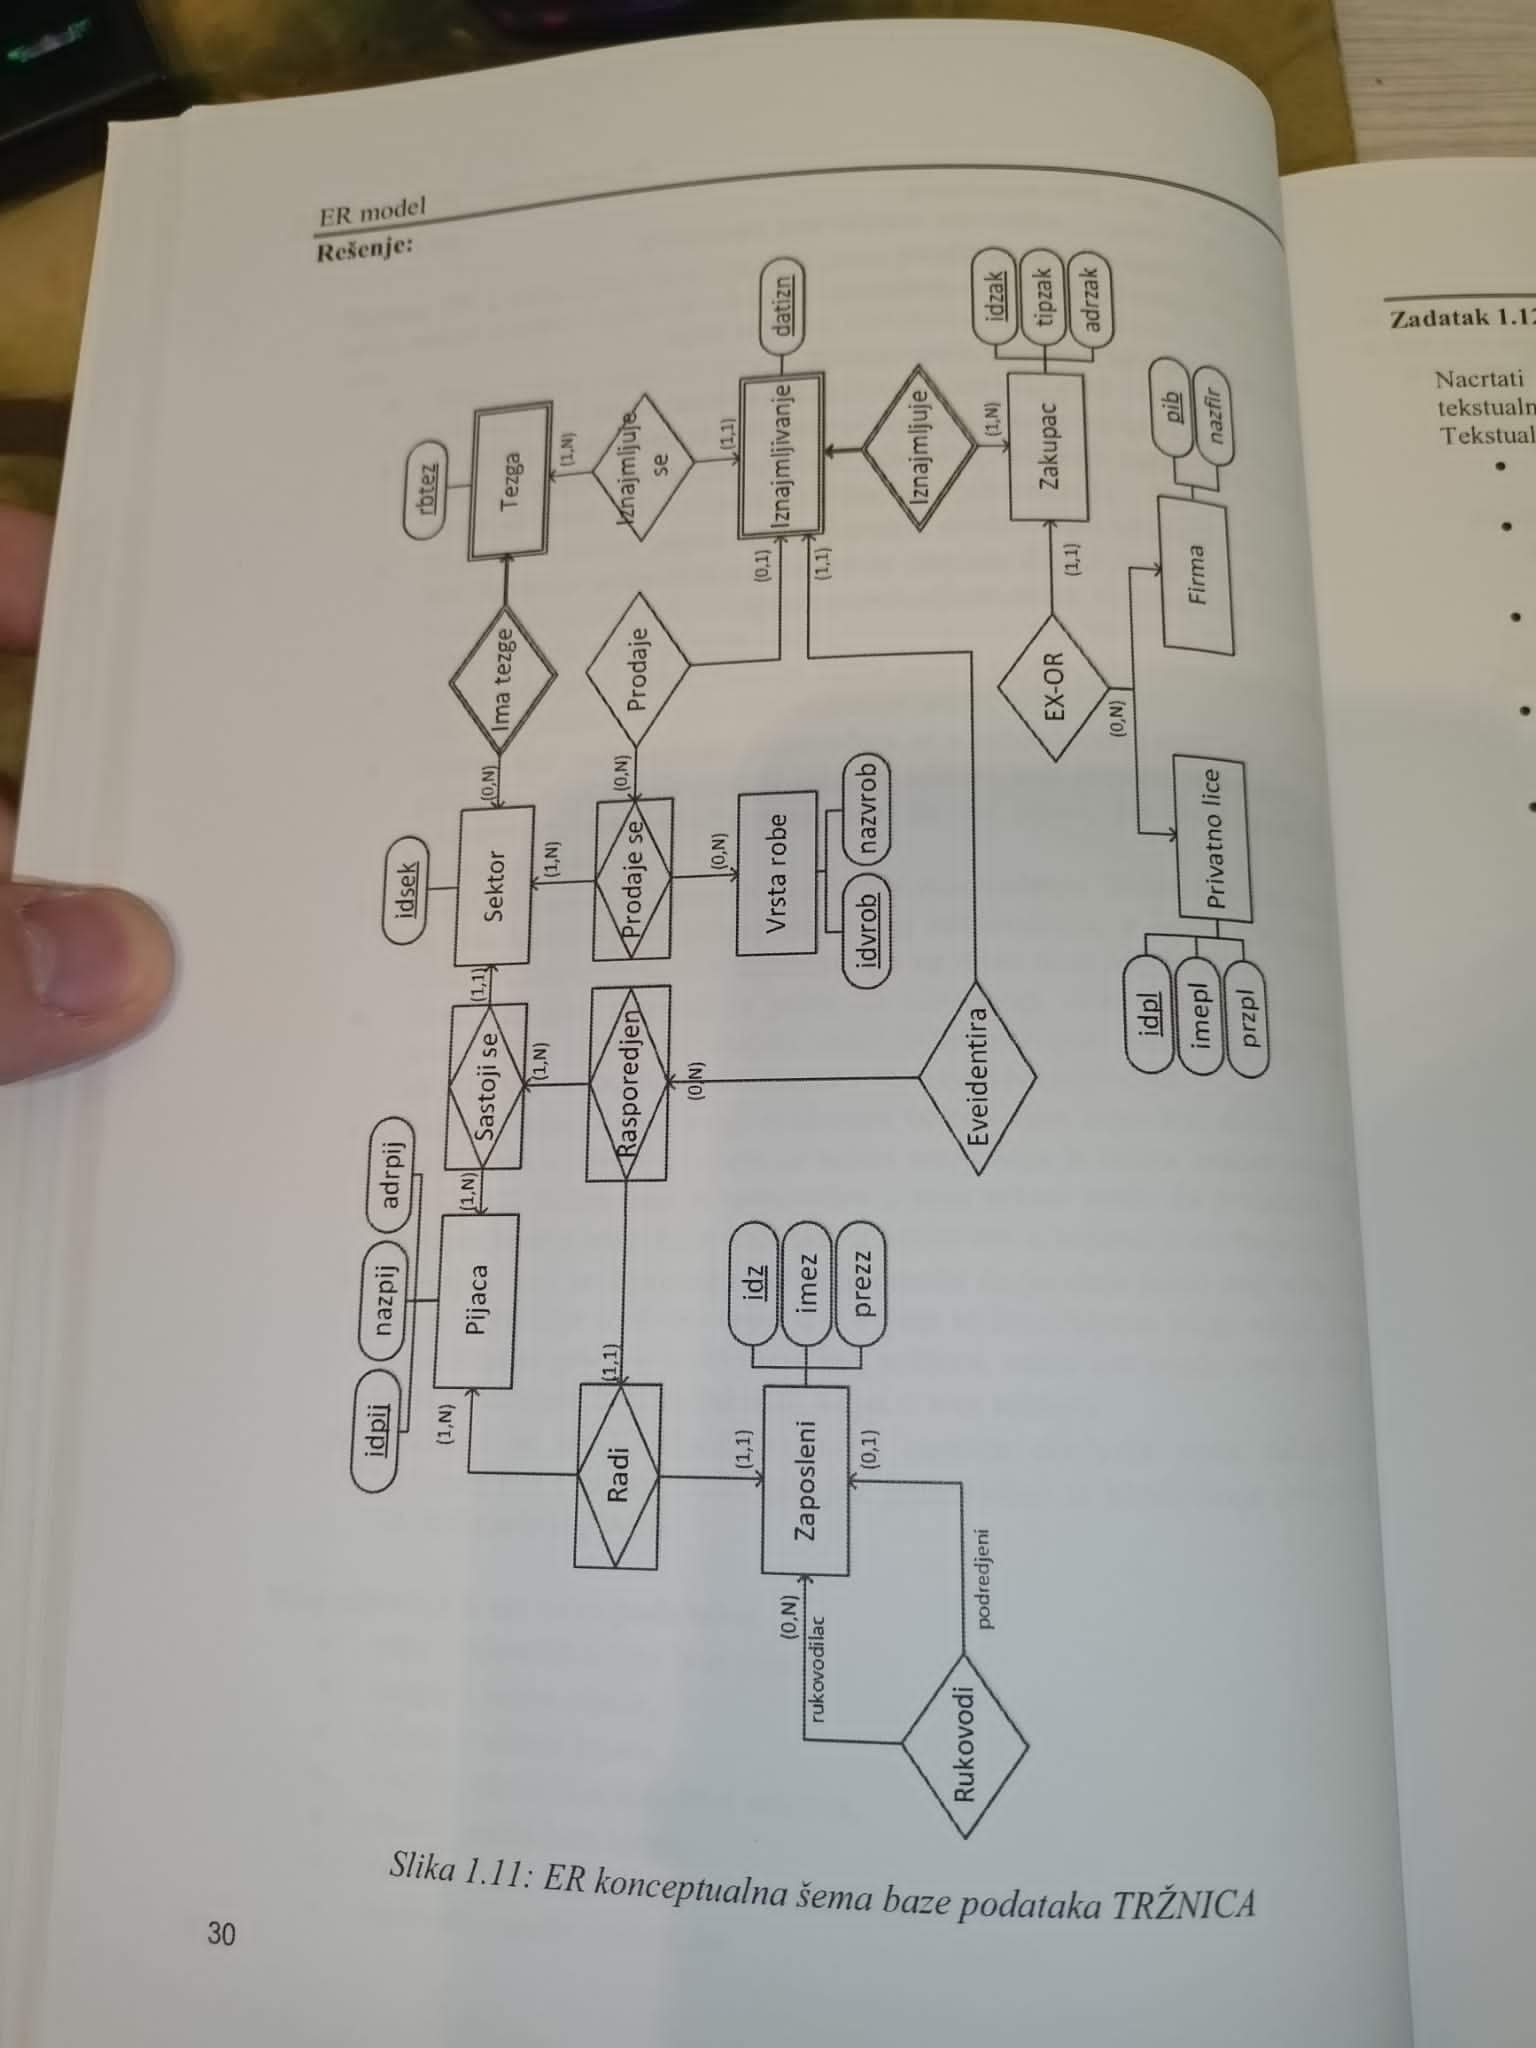 ER model
Rešenje:
idpij
nazpij
adrpij
idsek
rbtez
Pijaca
(1,N)
Sastoji se
(1,1)
Sektor
(0,N)
Ima tezge
Tezga
(1,N)
(1,N)
(1,N)
(1,N)
Radi
(1,1)
Rasporedjen
Prodaje se
(0,N)
Prodaje
Iznajmljuje
se
(1,1)
(0,N)
(0,N)
(0,1)
(1,1)
(1,1)
Zaposleni
idz
imez
prezz
Vrsta robe
idvrob
nazvrob
Iznajmljivanje
datizn
(0,N)
rukovodilac
(0,1)
podredjeni
Rukovodi
Eveidentira
Iznajmljuje
(1,N)
EX-OR
(1,1)
Zakupac
idzak
tipzak
adrzak
(0,N)
idpl
imepl
przpl
Privatno lice
Firma
pib
nazfir
Slika 1.11: ER konceptualna šema baze podataka TRŽNICA
30
Zadatak 1.12
Nacrtati
tekstualn
Tekstual